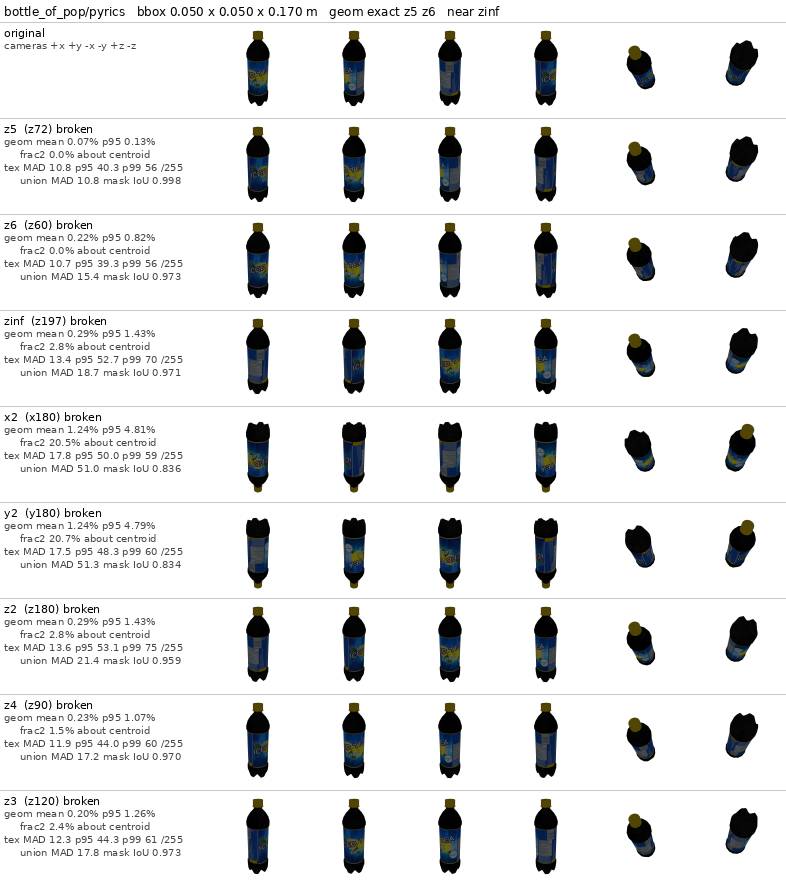 bottle_of_pop/pyrics bbox 0.050 x 0.050 x 0.170 m geom exact z5 z6 near zinf
original
cameras +x +y -x -y +z -z
z5 (z72) broken
geom mean 0.07% p95 0.13%
frac2 0.0% about centroid
tex MAD 10.8 p95 40.3 p99 56 /255
union MAD 10.8 mask IoU 0.998
z6 (z60) broken
geom mean 0.22% p95 0.82%
frac2 0.0% about centroid
tex MAD 10.7 p95 39.3 p99 56 /255
union MAD 15.4 mask IoU 0.973
zinf (z197) broken
geom mean 0.29% p95 1.43%
frac2 2.8% about centroid
tex MAD 13.4 p95 52.7 p99 70 /255
union MAD 18.7 mask IoU 0.971
x2 (x180) broken
geom mean 1.24% p95 4.81%
frac2 20.5% about centroid
tex MAD 17.8 p95 50.0 p99 59 /255
union MAD 51.0 mask IoU 0.836
y2 (y180) broken
geom mean 1.24% p95 4.79%
frac2 20.7% about centroid
tex MAD 17.5 p95 48.3 p99 60 /255
union MAD 51.3 mask IoU 0.834
z2 (z180) broken
geom mean 0.29% p95 1.43%
frac2 2.8% about centroid
tex MAD 13.6 p95 53.1 p99 75 /255
union MAD 21.4 mask IoU 0.959
z4 (z90) broken
geom mean 0.23% p95 1.07%
frac2 1.5% about centroid
tex MAD 11.9 p95 44.0 p99 60 /255
union MAD 17.2 mask IoU 0.970
z3 (z120) broken
geom mean 0.20% p95 1.26%
frac2 2.4% about centroid
tex MAD 12.3 p95 44.3 p99 61 /255
union MAD 17.8 mask IoU 0.973